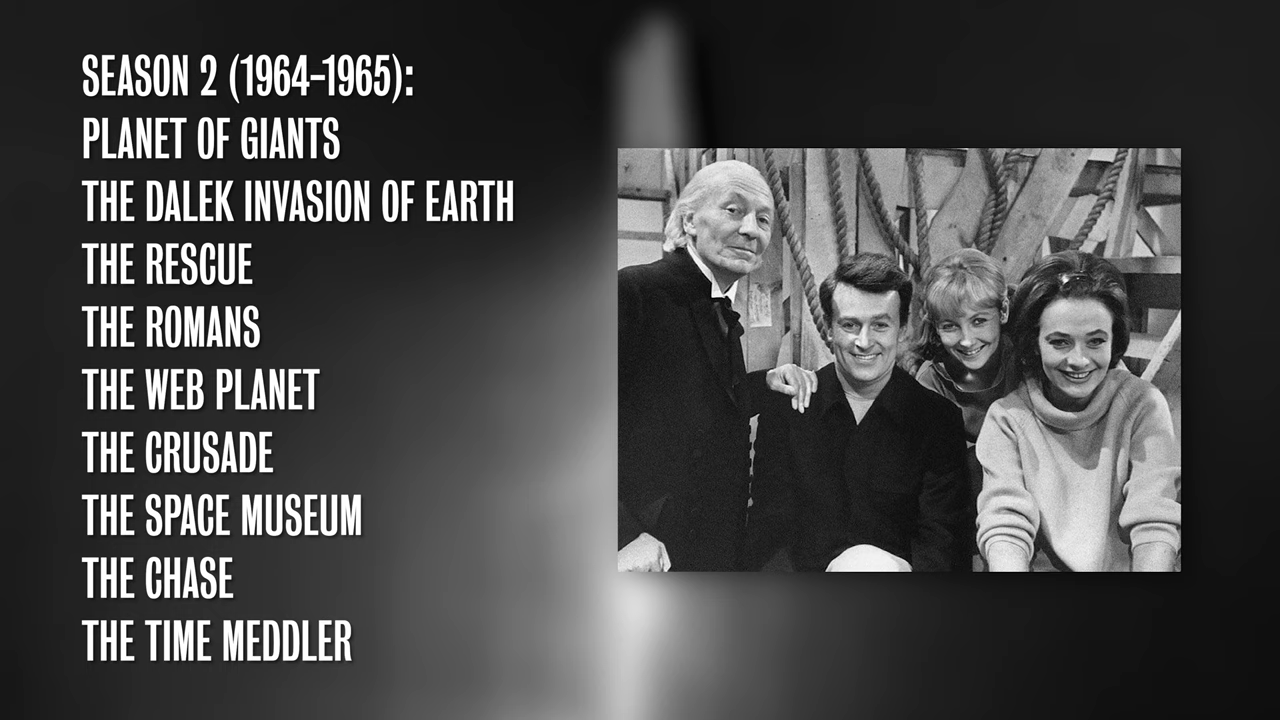 SEASON 2 (1964–1965):
PLANET OF GIANTS
THE DALEK INVASION OF EARTH
THE RESCUE
THE ROMANS
THE WEB PLANET
THE CRUSADE
THE SPACE MUSEUM
THE CHASE
THE TIME MEDDLER